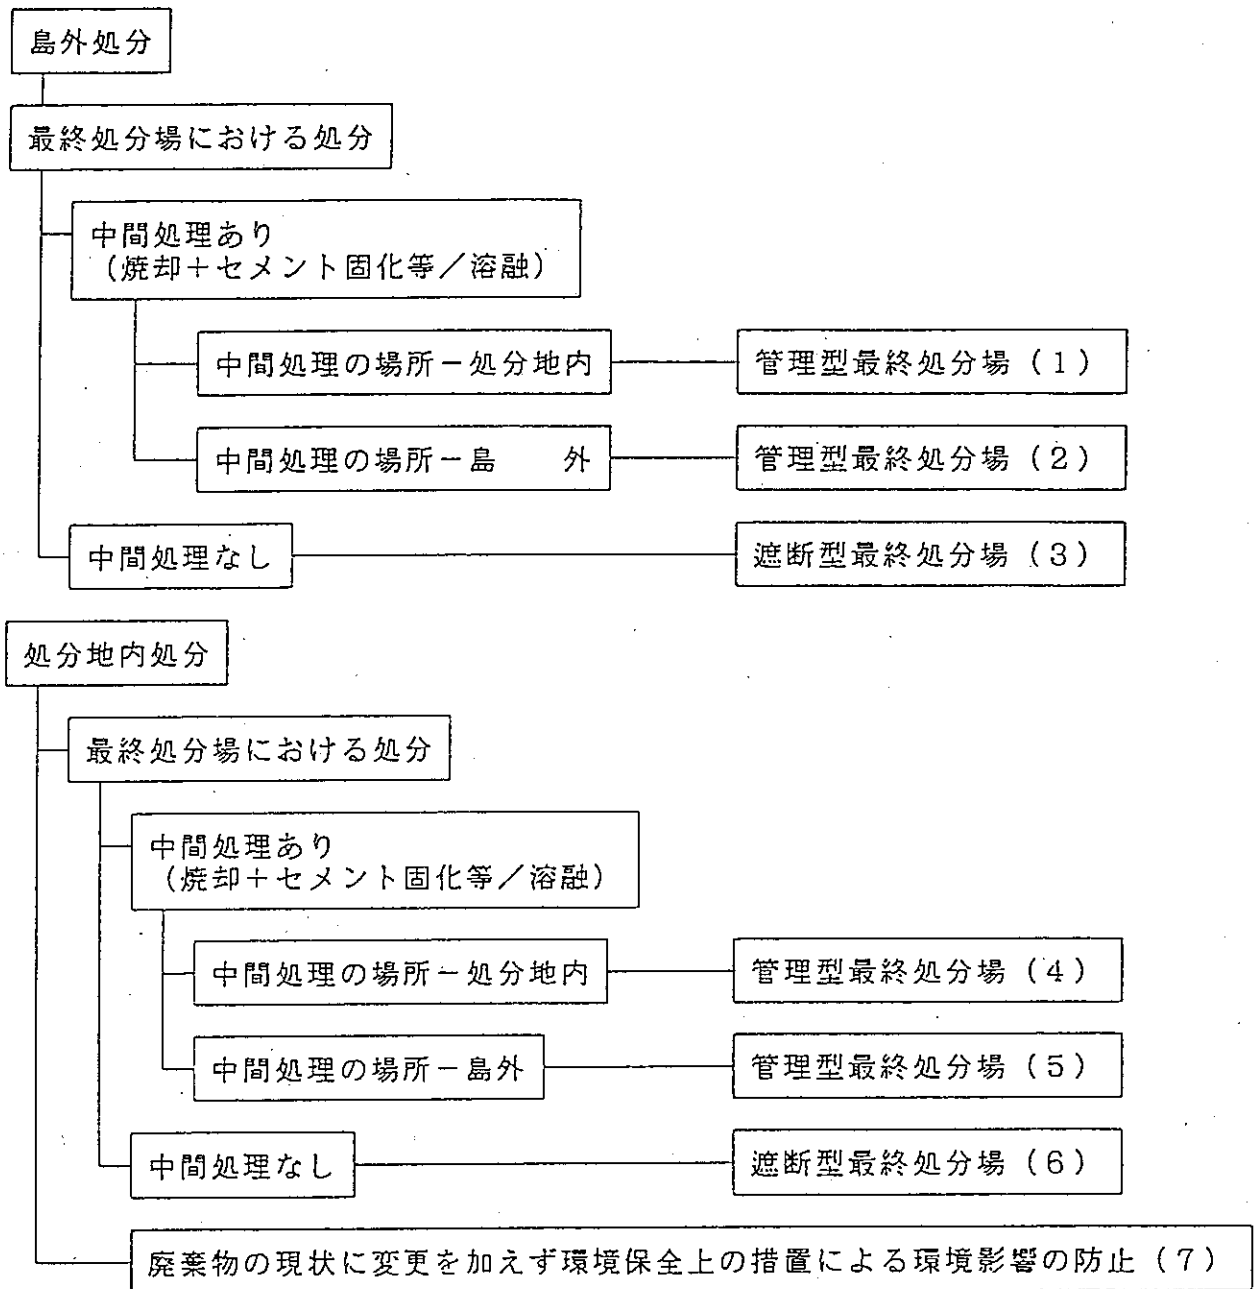 島外処分
最終処分場における処分
中間処理あり
（焼却＋セメント固化等／溶融）
中間処理の場所－処分地内
管理型最終処分場（１）
中間処理の場所－島　　外
管理型最終処分場（２）
中間処理なし
遮断型最終処分場（３）
処分地内処分
最終処分場における処分
中間処理あり
（焼却＋セメント固化等／溶融）
中間処理の場所－処分地内
管理型最終処分場（４）
中間処理の場所－島外
管理型最終処分場（５）
中間処理なし
遮断型最終処分場（６）
廃棄物の現状に変更を加えず環境保全上の措置による環境影響の防止（７）